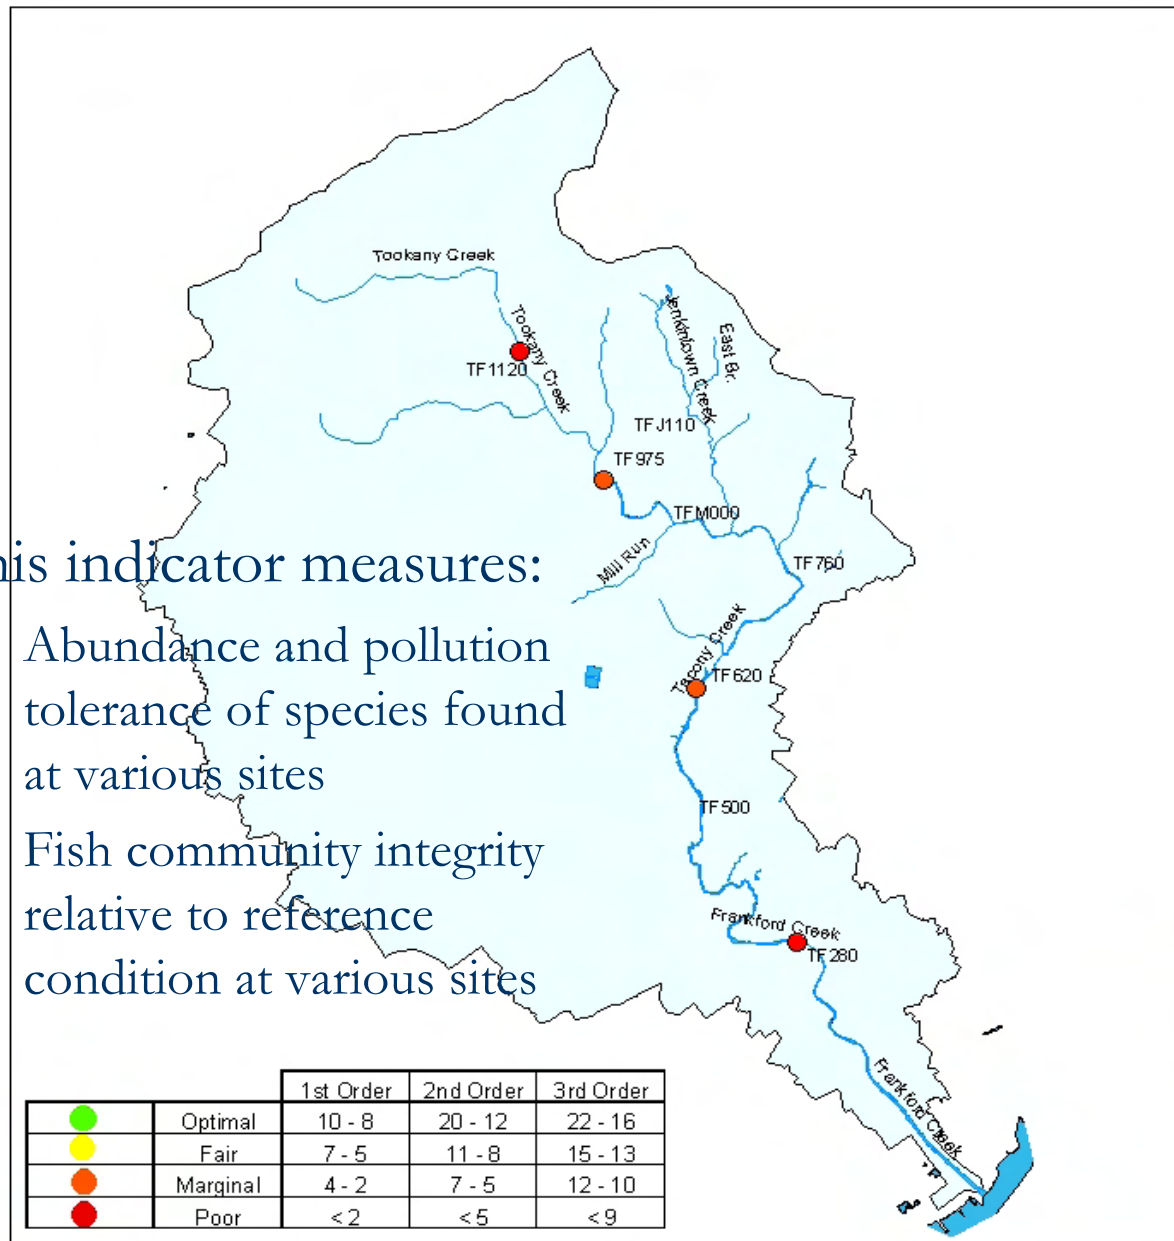 Tookany Creek
Tookany Creek
TF1120
Jenkintown Creek
East Br.
TFJ110
TF975
TFM000
Mill Run
TF760
his indicator measures:
Abundance and pollution
tolerance of species found
at various sites
Fish community integrity
relative to reference
condition at various sites
Tacony Creek
TF620
TF500
Frankford Creek
TF280
Frankford Creek
1st Order 2nd Order 3rd Order
Optimal 10 - 8 20 - 12 22 - 16
Fair 7 - 5 11 - 8 15 - 13
Marginal 4 - 2 7 - 5 12 - 10
Poor <2 <5 <9